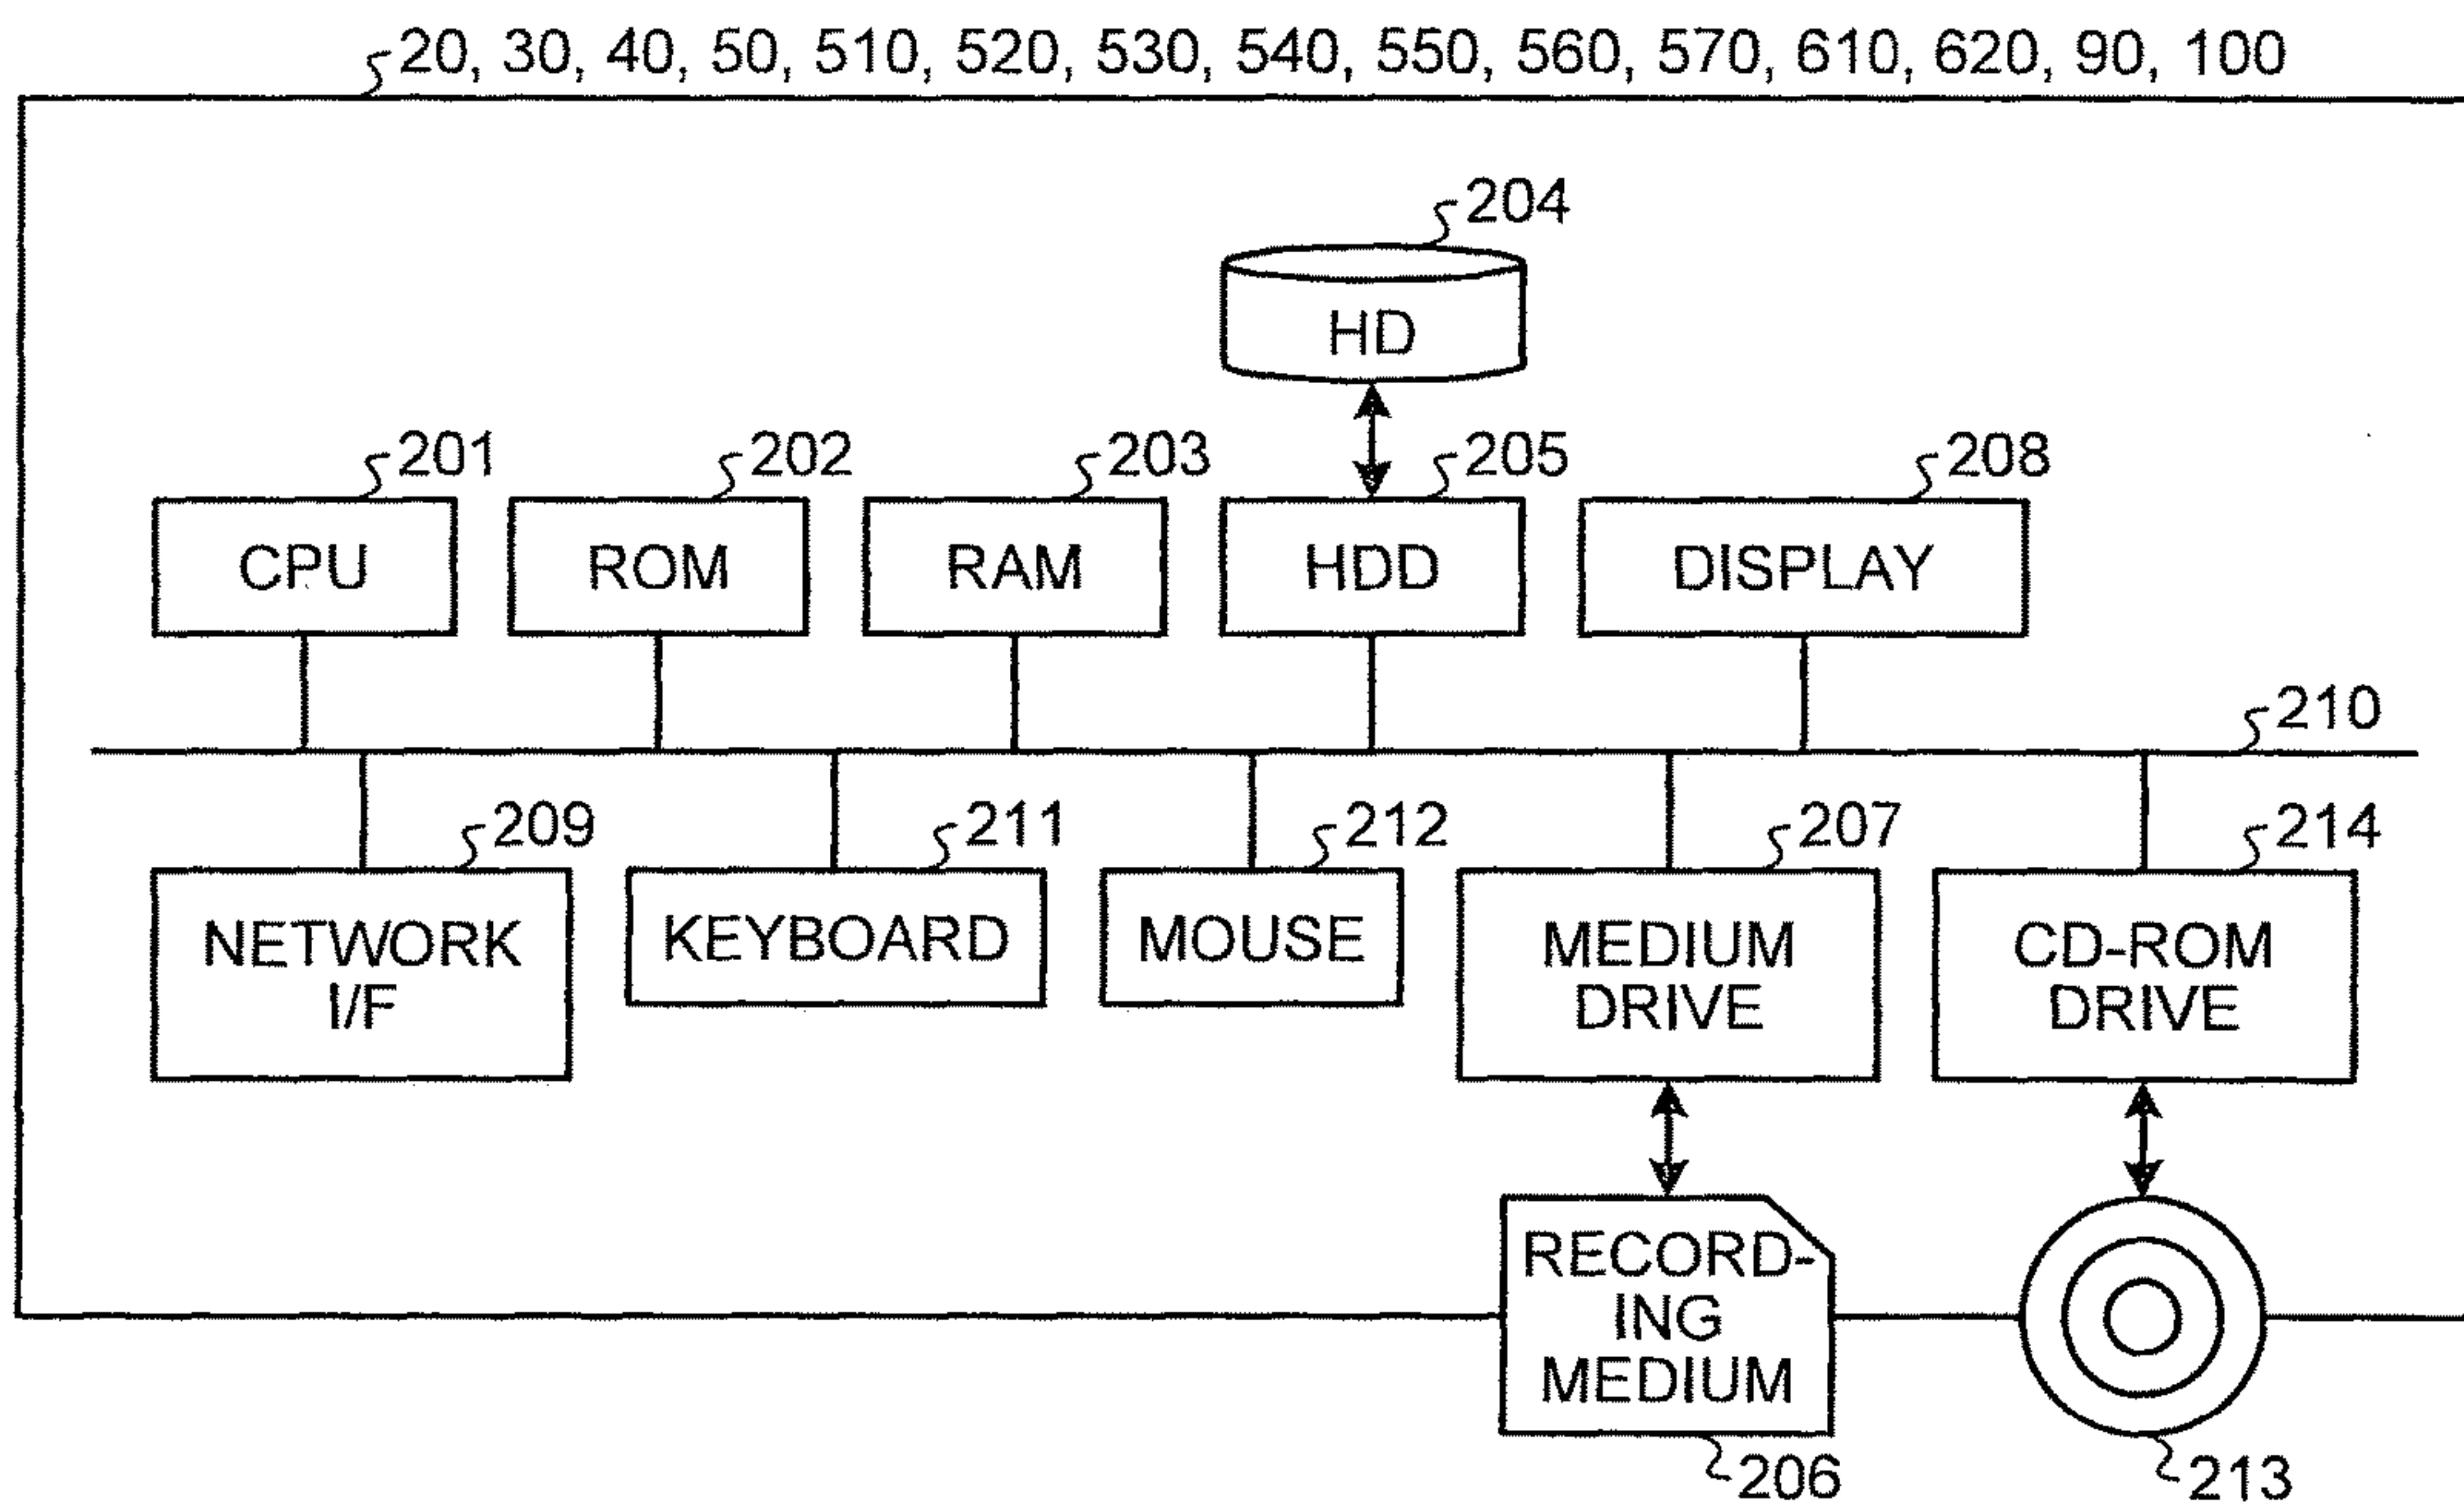 20, 30, 40, 50, 510, 520, 530, 540, 550, 560, 570, 610, 620, 90, 100
204
HD
201
202
203
205
208
CPU
ROM
RAM
HDD
DISPLAY
210
209
211
212
207
214
NETWORK
I/F
KEYBOARD
MOUSE
MEDIUM
DRIVE
CD-ROM
DRIVE
RECORD-
ING
MEDIUM
206
213